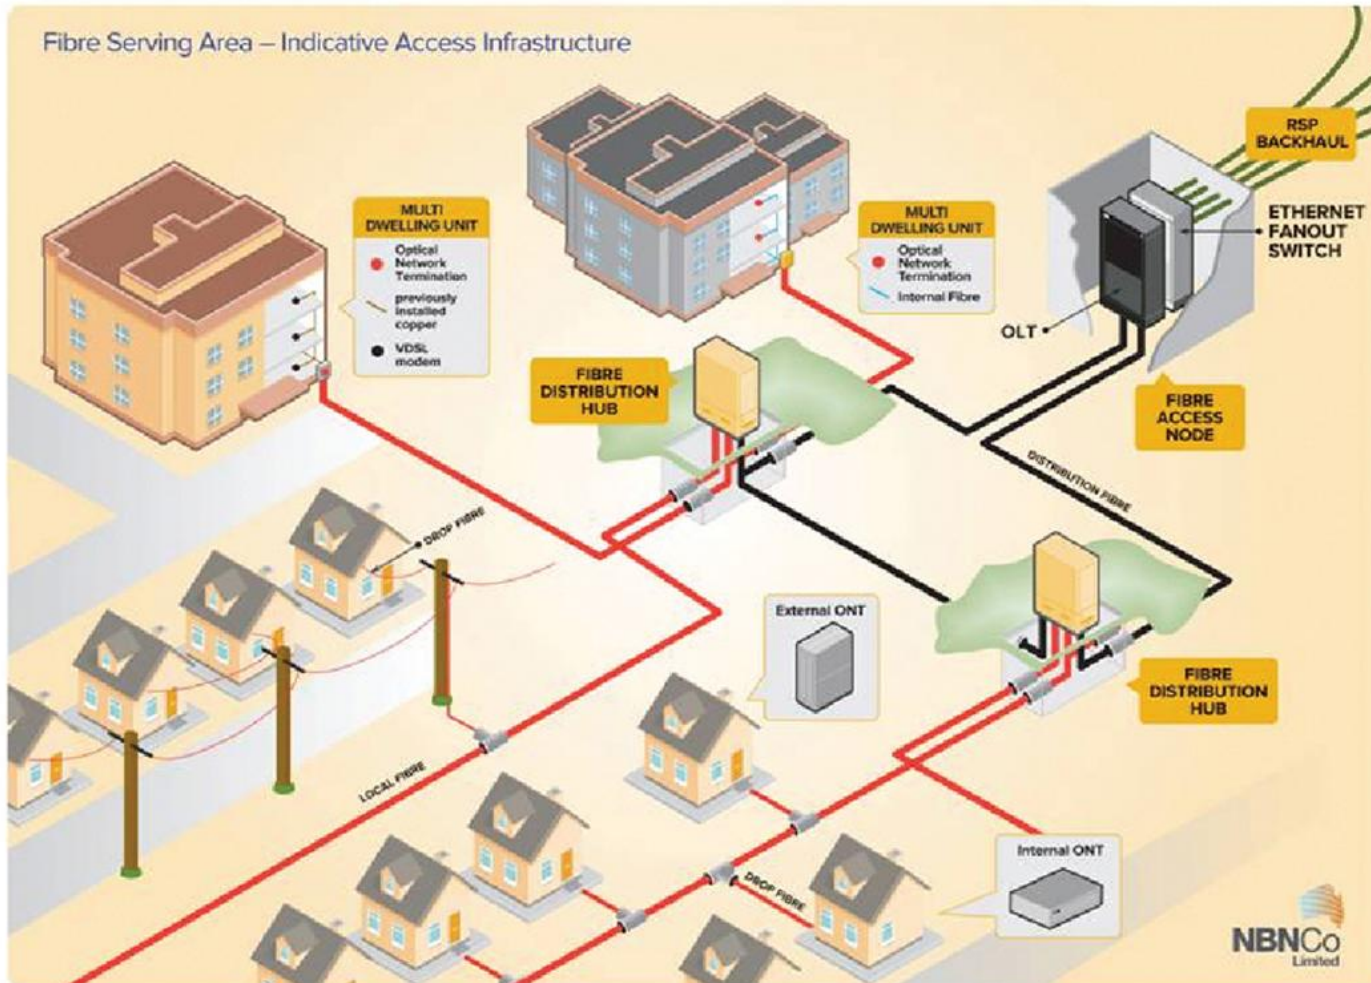 Fibre Serving Area – Indicative Access Infrastructure
RSP
BACKHAUL
MULTI
DWELLING UNIT
Optical
Network
Termination
previously
installed
copper
VDSL
modem
MULTI
DWELLING UNIT
Optical
Network
Termination
Internal Fibre
ETHERNET
FANOUT
SWITCH
OLT
FIBRE
DISTRIBUTION
HUB
FIBRE
ACCESS
NODE
DISTRIBUTION FIBRE
DROP FIBRE
External ONT
FIBRE
DISTRIBUTION
HUB
LOCAL FIBRE
Internal ONT
DROP FIBRE
NBNCo
Limited